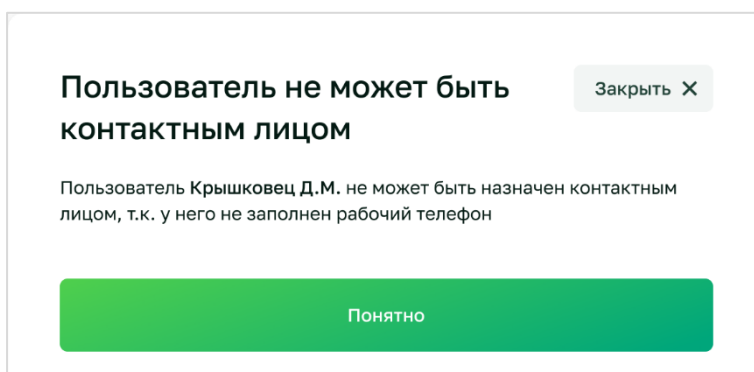 Пользователь не может быть
контактным лицом
Закрыть
Пользователь Крышковец Д.М. не может быть назначен контактным
лицом, т.к. у него не заполнен рабочий телефон
Понятно